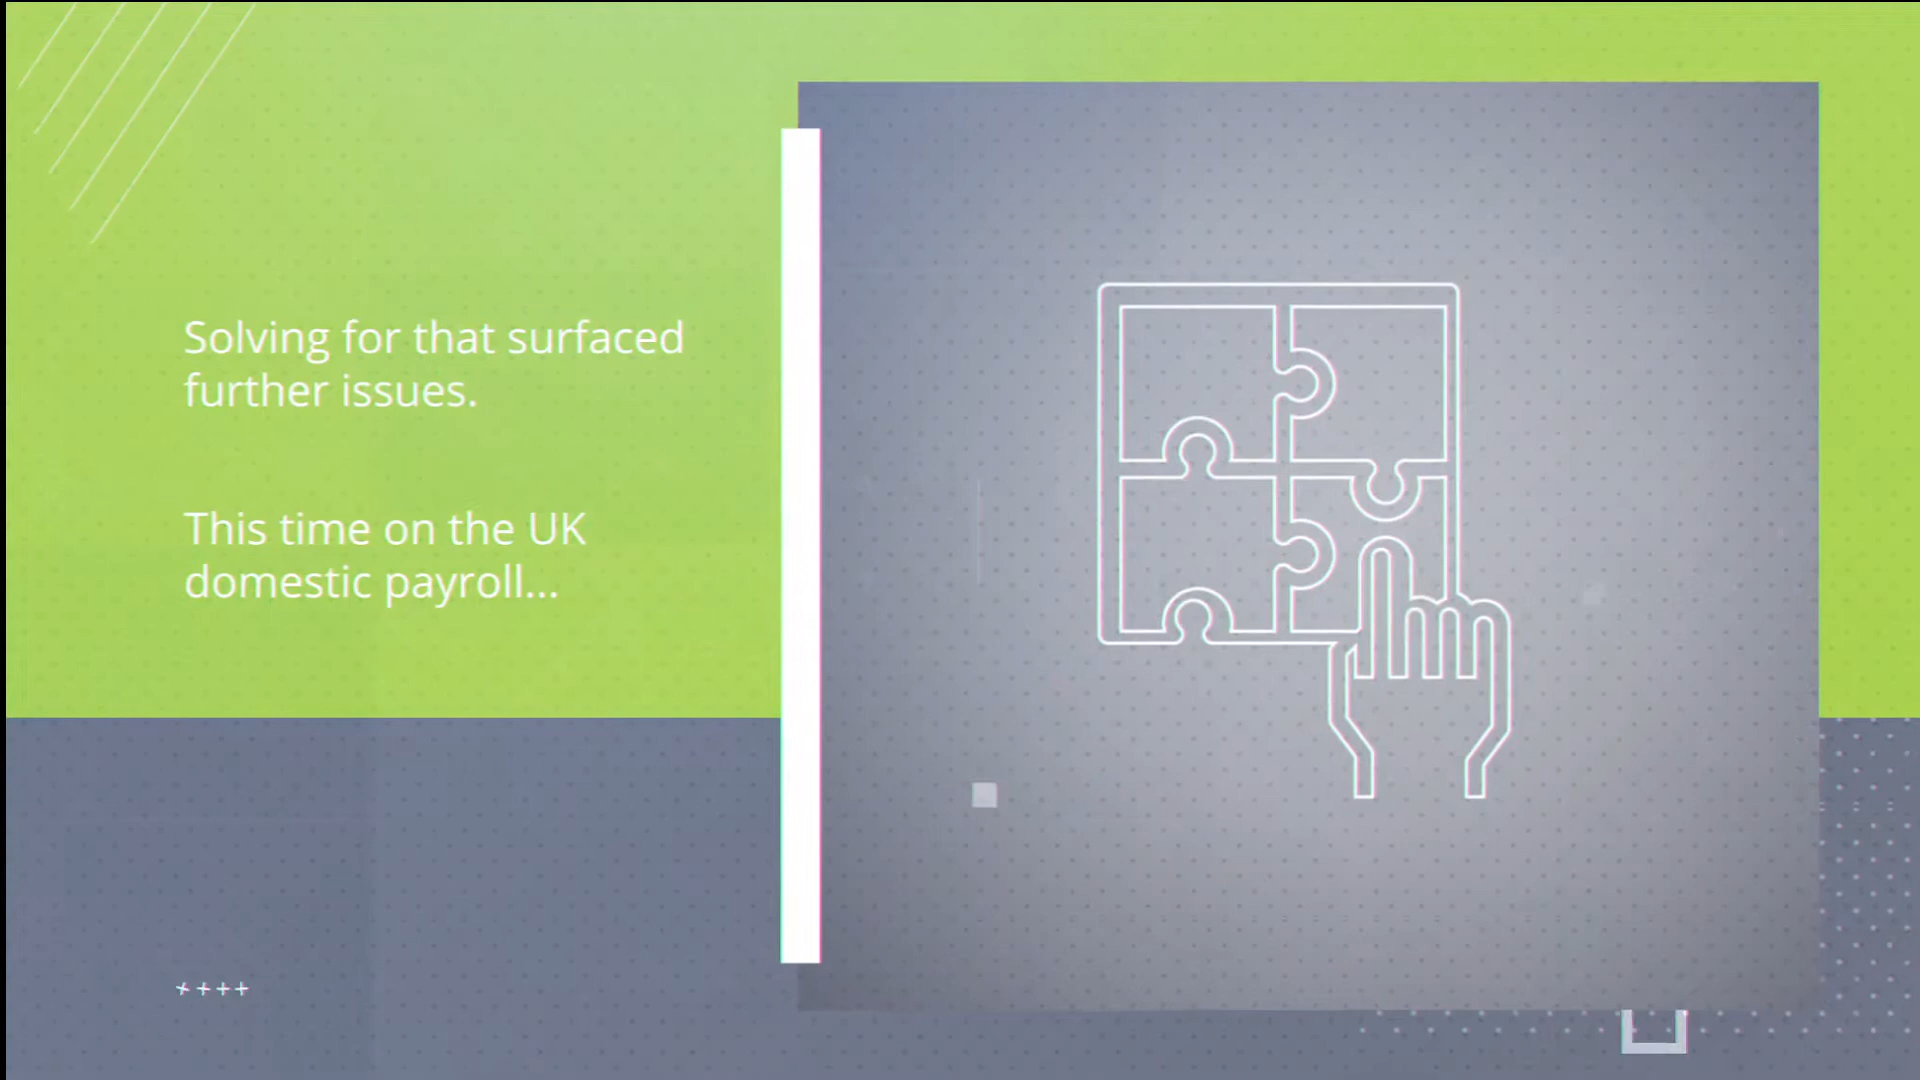 Solving for that surfaced
further issues.
This time on the UK
domestic payroll...
++++